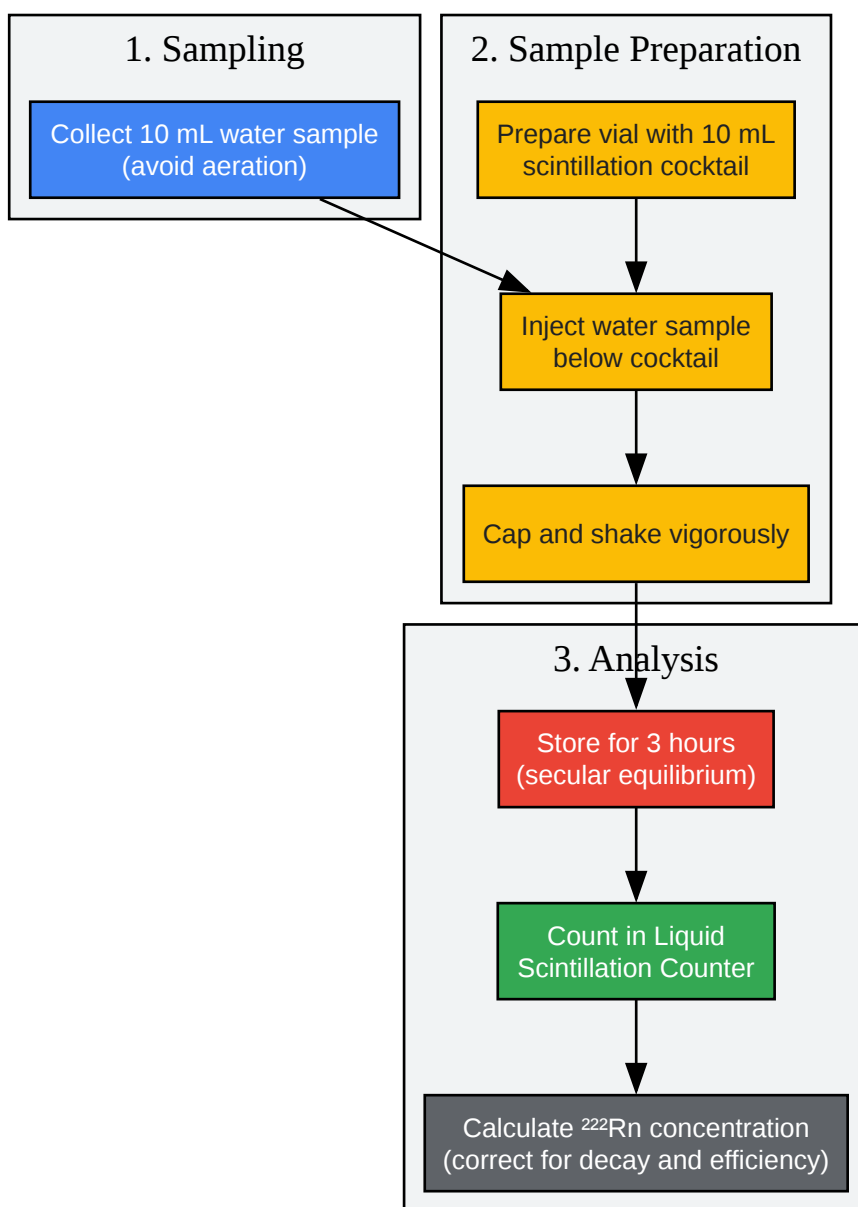 1. Sampling
Collect 10 mL water sample
(avoid aeration)
2. Sample Preparation
Prepare vial with 10 mL
scintillation cocktail
Inject water sample
below cocktail
Cap and shake vigorously
3. Analysis
Store for 3 hours
(secular equilibrium)
Count in Liquid
Scintillation Counter
Calculate ²²²Rn concentration
(correct for decay and efficiency)